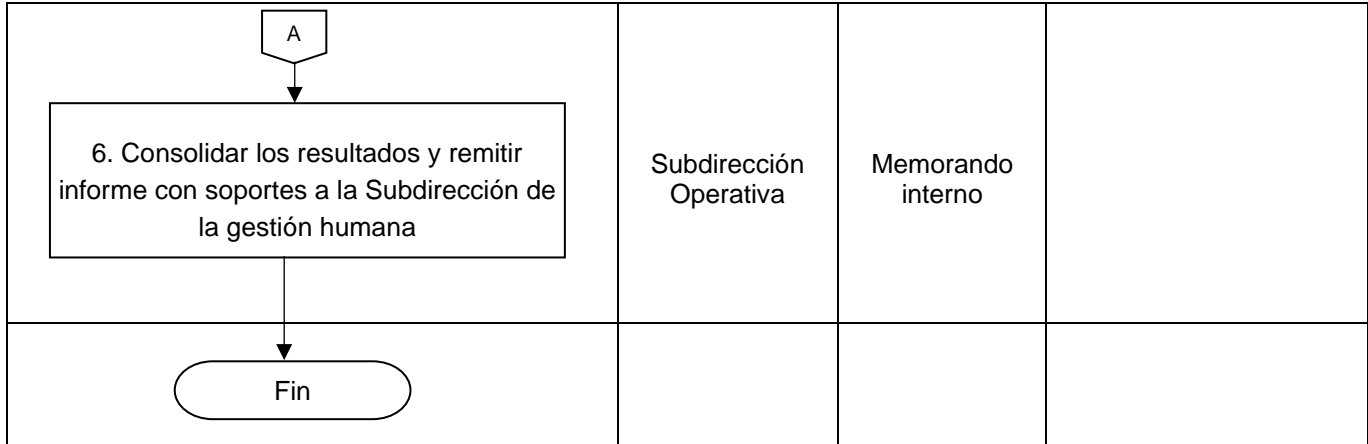 A
6. Consolidar los resultados y remitir
informe con soportes a la Subdirección de
la gestión humana
Subdirección
Operativa
Memorando
interno
Fin